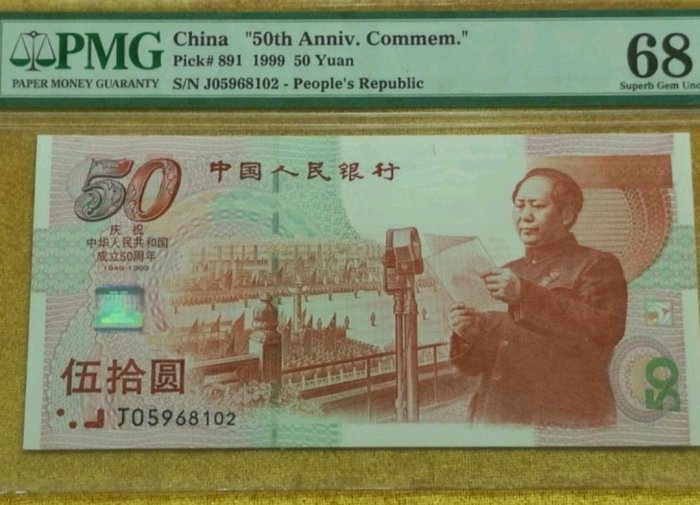 PMG
PAPER MONEY GUARANTY
China "50th Anniv. Commem."
Pick# 891 1999 50 Yuan
S/N J05968102 - People's Republic
68
Superb Gem Unc
50
中国人民银行
庆祝
中华人民共和国
成立50周年
1949-1999
伍拾圆
J05968102
50